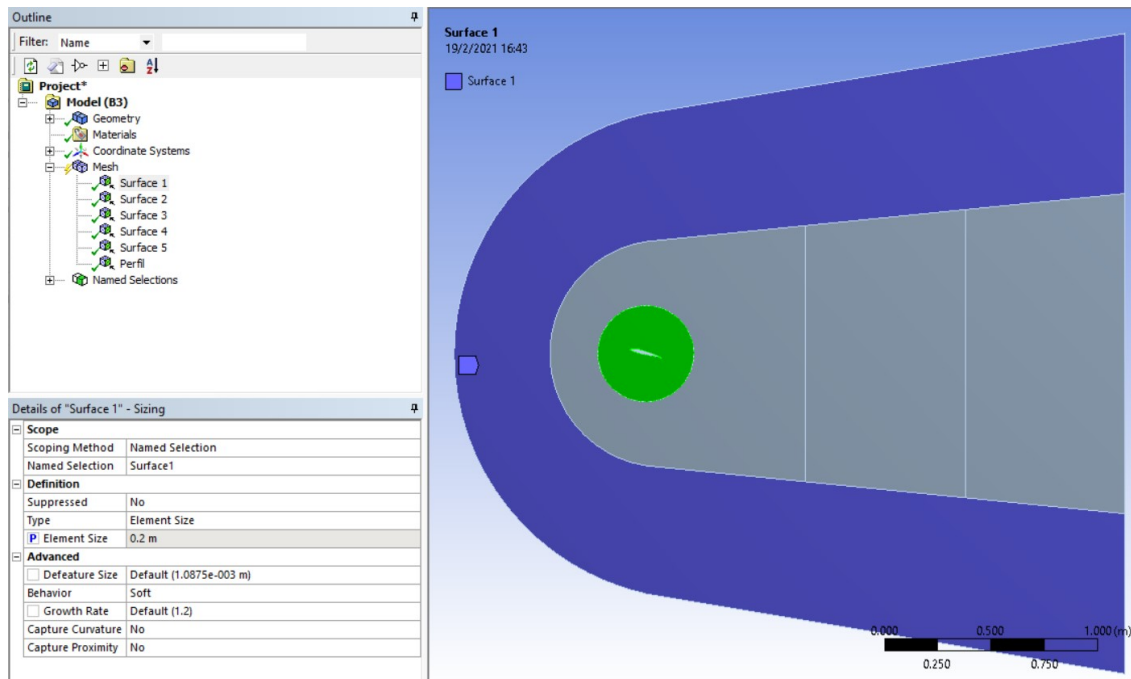 Outline
Filter: Name
Project*
Model (B3)
Geometry
Materials
Coordinate Systems
Mesh
Surface 1
Surface 2
Surface 3
Surface 4
Surface 5
Perfil
Named Selections
Details of "Surface 1" - Sizing
Scope
Scoping Method Named Selection
Named Selection Surface1
Definition
Suppressed No
Type Element Size
P Element Size 0.2 m
Advanced
Defeature Size Default (1.0875e-003 m)
Behavior Soft
Growth Rate Default (1.2)
Capture Curvature No
Capture Proximity No
Surface 1
19/2/2021 16:43
Surface 1
0.000 0.500 1.000 (m)
0.250 0.750